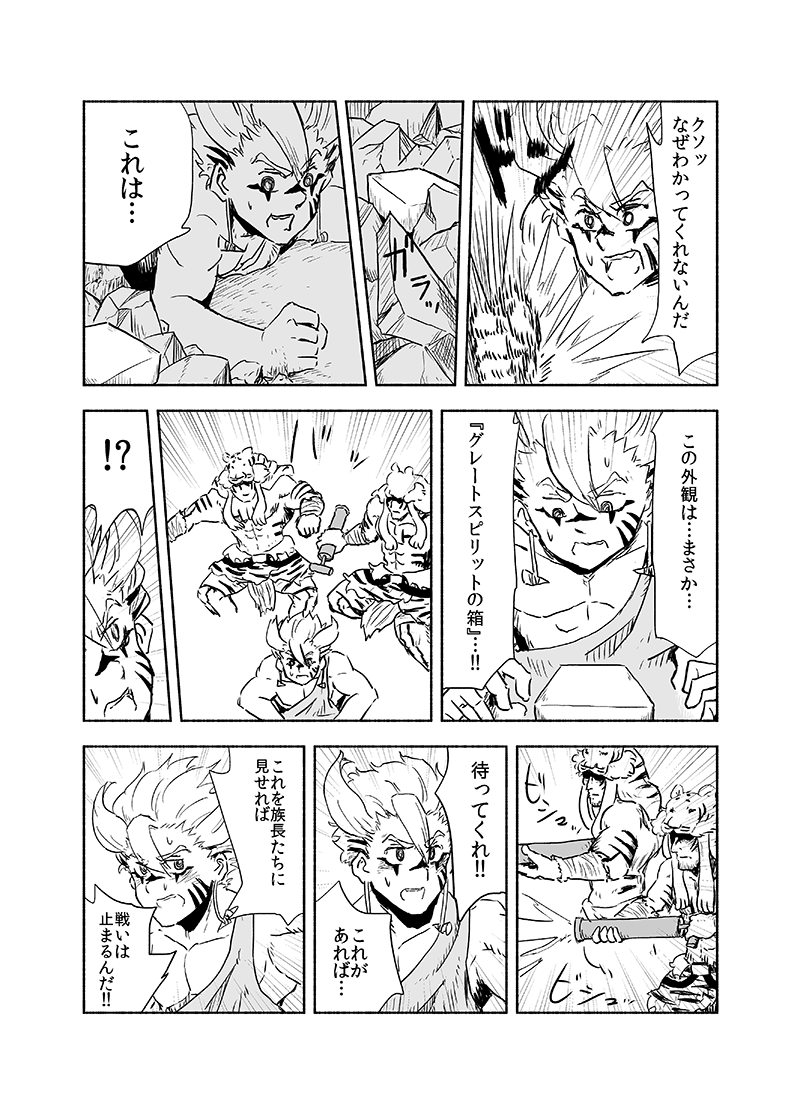 クソッ
なぜわかってくれないんだ
ガラッ
これは…
この外観は…まさか…
『グレートスピリットの箱』…!!
!?
ビシュ
ビシュ
待ってくれ!!
これが
あれば…
これを族長たちに
見せれば
戦いは
止まるんだ!!